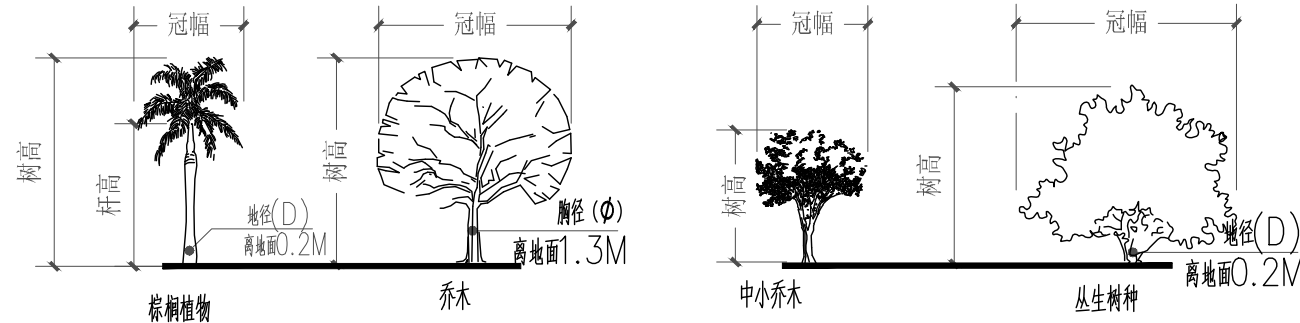 冠幅
冠幅
冠幅
冠幅
树高
杆高
树高
树高
树高
地径(D)
离地面0.2M
胸径(Φ)
离地面1.3M
地径(D)
离地面0.2M
棕榈植物
乔木
中小乔木
丛生树种